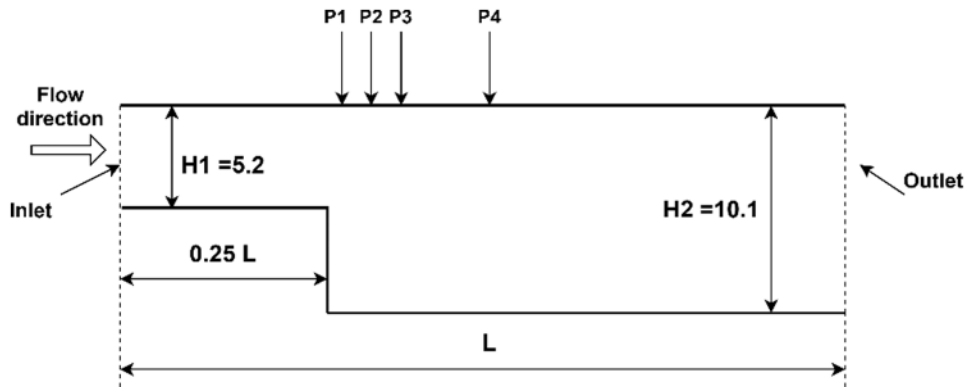 P1 P2 P3 P4
Flow
direction
H1 =5.2
Inlet
Outlet
H2 =10.1
0.25 L
L